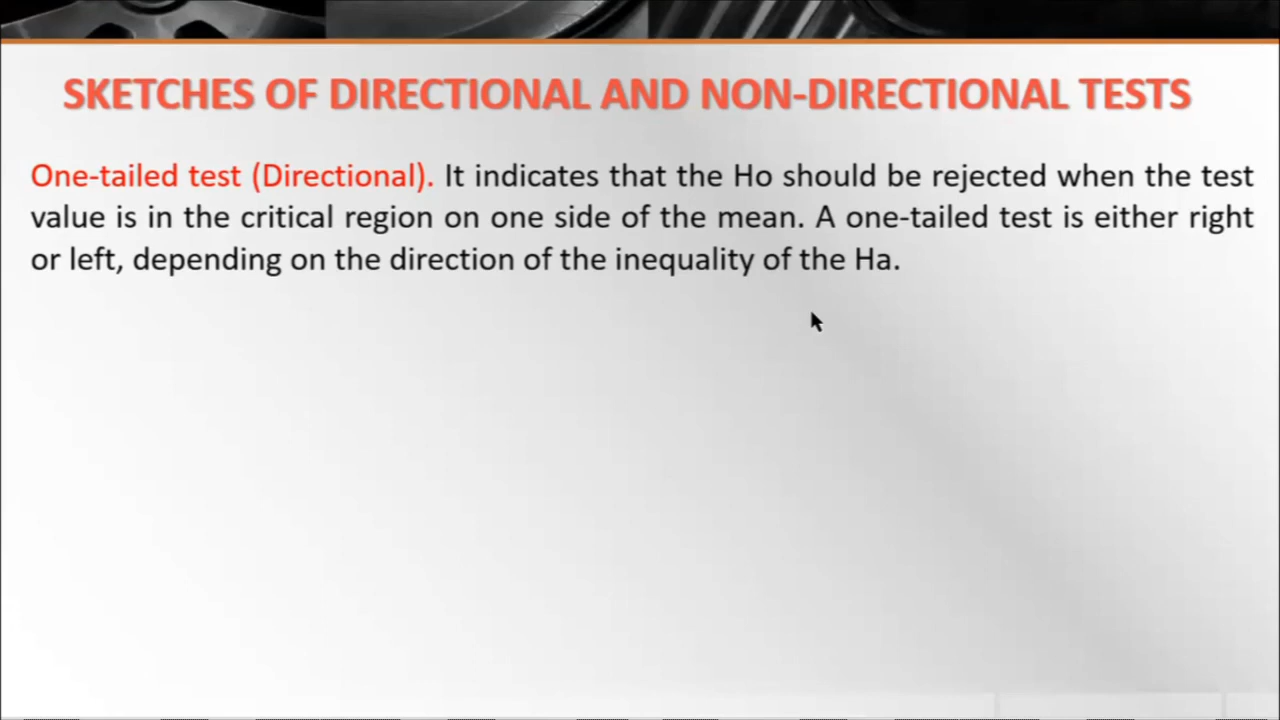 SKETCHES OF DIRECTIONAL AND NON-DIRECTIONAL TESTS
One-tailed test (Directional). It indicates that the Ho should be rejected when the test
value is in the critical region on one side of the mean. A one-tailed test is either right
or left, depending on the direction of the inequality of the Ha.